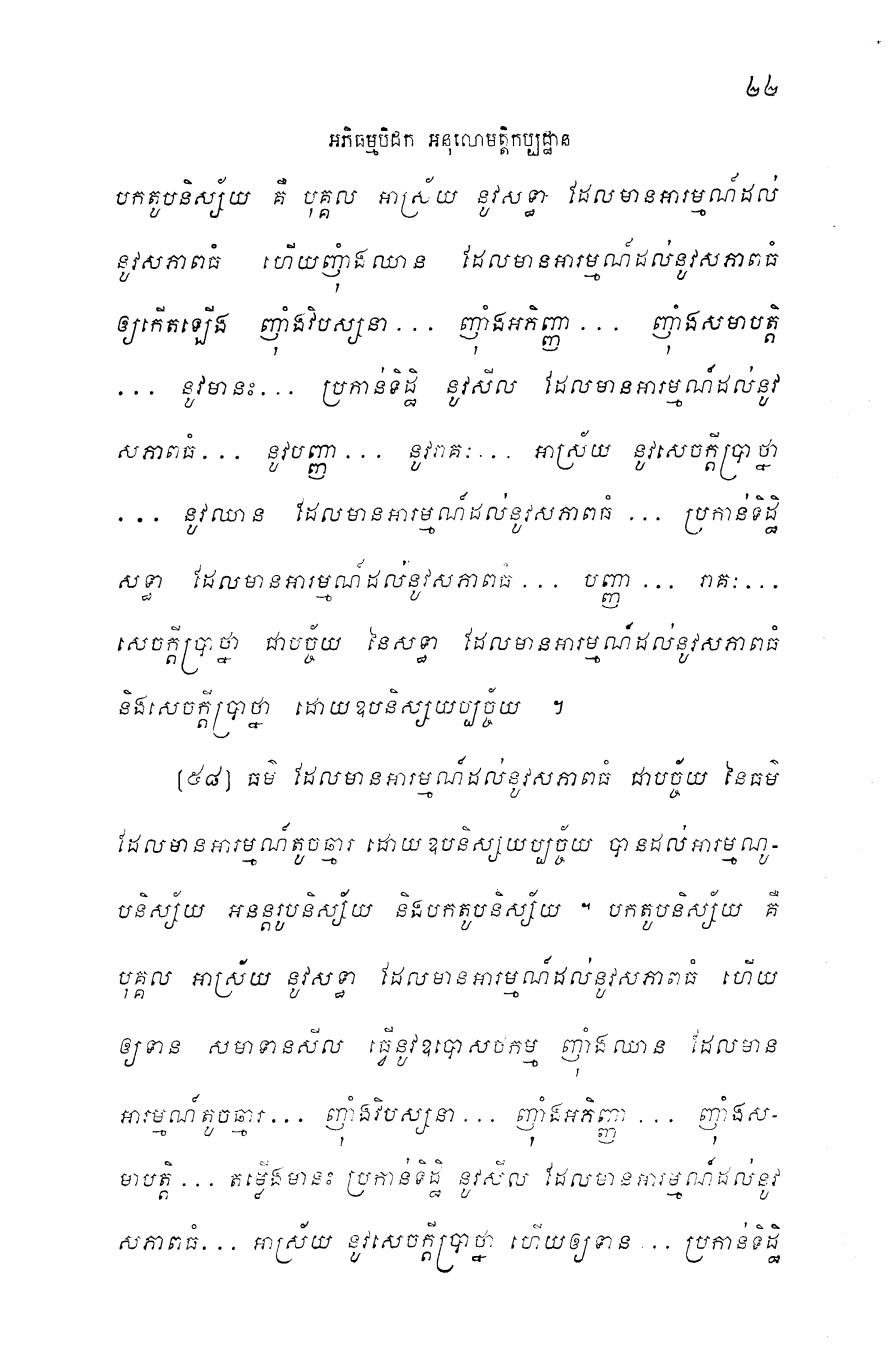 ២២
អភិធម្មបិដក អនុលោមត្តិកប្បដ្ឋាន
បកតូបនិស្ស័យ គឺ បុគ្គល អាស្រ័យ នូវសទ្ធា ដែលមានអារម្មណ៍ដល់
នូវសភាពធំ ហើយញ៉ាំងឈាន ដែលមានអារម្មណ៍ដល់នូវសភាពធំ
ឲ្យកើតឡើង ញ៉ាំងវិបស្សនា ... ញ៉ាំងអភិញ្ញា ... ញ៉ាំងសមាបត្តិ
... នូវមានះ... ប្រកាន់ទិដ្ឋិ នូវសីល ដែលមានអារម្មណ៍ដល់នូវ
សភាពធំ... នូវបញ្ញា ... នូវរាគៈ... អាស្រ័យ នូវសេចក្តីប្រាថ្នា
... នូវឈាន ដែលមានអារម្មណ៍ដល់នូវសភាពធំ ... ប្រកាន់ទិដ្ឋិ
សទ្ធា ដែលមានអារម្មណ៍ដល់នូវសភាពធំ ... បញ្ញា ... រាគៈ...
សេចក្តីប្រាថ្នា ជាបច្ច័យ នៃសទ្ធា ដែលមានអារម្មណ៍ដល់នូវសភាពធំ
និងសេចក្តីប្រាថ្នា ដោយឧបនិស្សយប្បច្ច័យ ។
[៥៨] ធម៌ ដែលមានអារម្មណ៍ដល់នូវសភាពធំ ជាបច្ច័យ នៃធម៌
ដែលមានអារម្មណ៍តូចឆ្មារ ដោយឧបនិស្សយប្បច្ច័យ បានដល់អារម្មណូ-
បនិស្ស័យ អនន្តរូបនិស្ស័យ និងបកតូបនិស្ស័យ ។ បកតូបនិស្ស័យ គឺ
បុគ្គល អាស្រ័យ នូវសទ្ធា ដែលមានអារម្មណ៍ដល់នូវសភាពធំ ហើយ
ឲ្យទាន សមាទានសីល ធ្វើនូវឧបោសថកម្ម ញ៉ាំងឈាន ដែលមាន
អារម្មណ៍តូចឆ្មារ... ញ៉ាំងវិបស្សនា ... ញ៉ាំងអភិញ្ញា ... ញ៉ាំងស-
មាបត្តិ ... តម្លើងមានះ ប្រកាន់ទិដ្ឋិ នូវសីល ដែលមានអារម្មណ៍ដល់នូវ
សភាពធំ... អាស្រ័យ នូវសេចក្តីប្រាថ្នា ហើយឲ្យទាន ... ប្រកាន់ទិដ្ឋិ